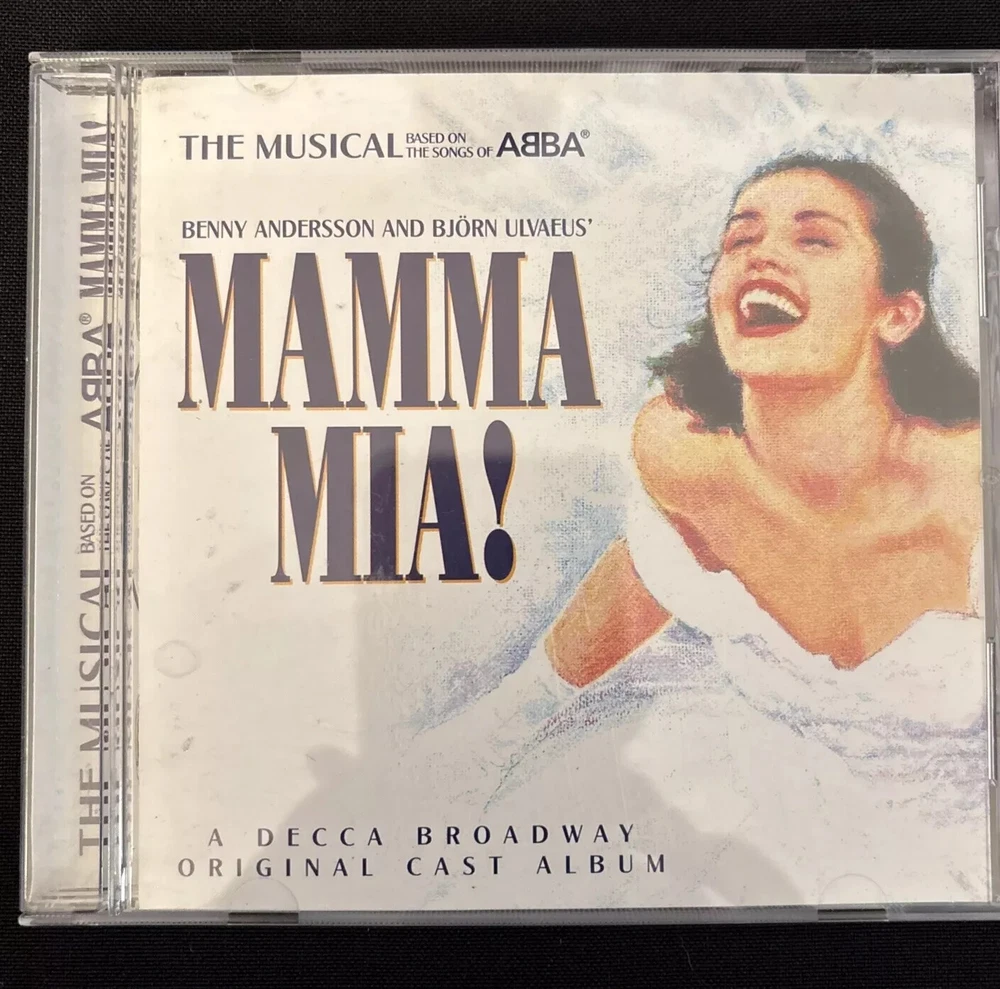 THE MUSICAL BASED ON THE SONGS OF ABBA®
BENNY ANDERSSON AND BJÖRN ULVAEUS'
MAMMA
MIA!
A DECCA BROADWAY
ORIGINAL CAST ALBUM
THE MUSICAL BASED ON ABBA® MAMMA MIA!